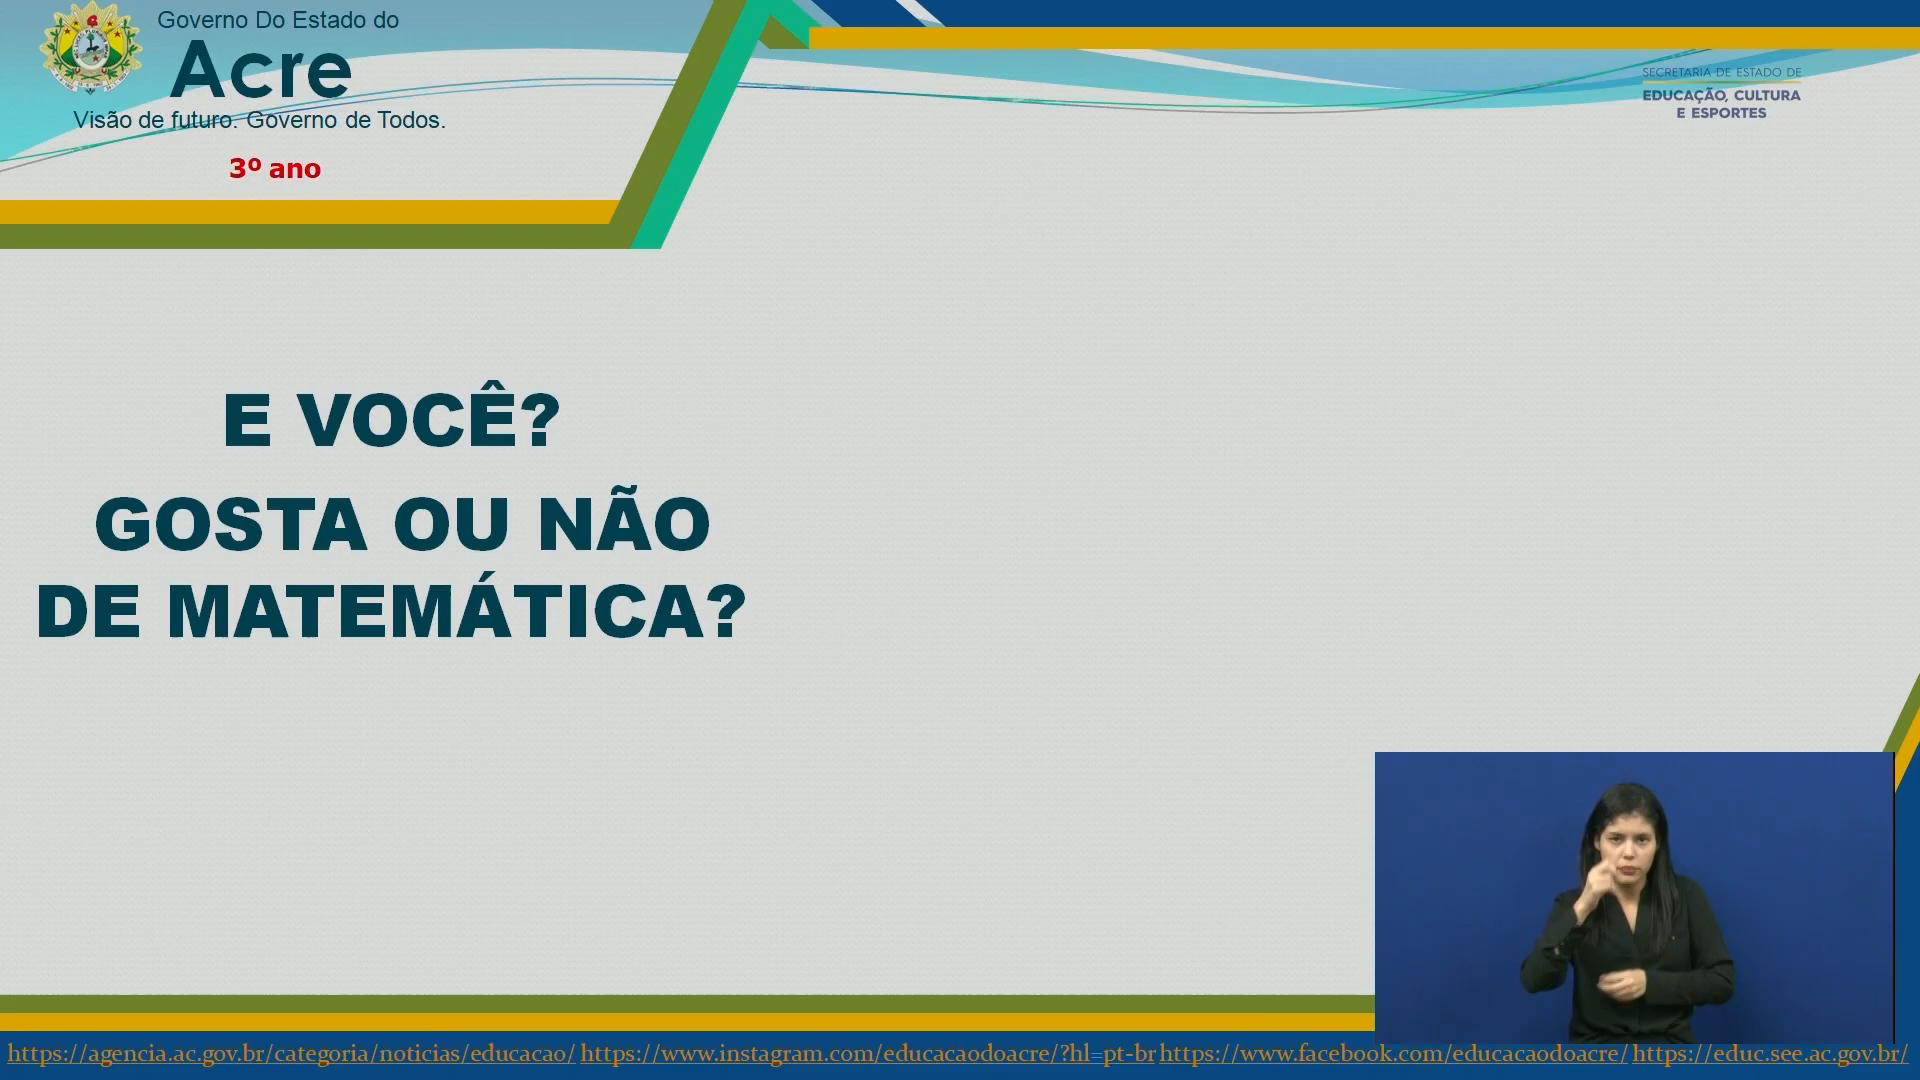 Governo Do Estado do
Acre
Visão de futuro. Governo de Todos.
3º ano
SECRETARIA DE ESTADO DE
EDUCAÇÃO, CULTURA
E ESPORTES
E VOCÊ?
GOSTA OU NÃO
DE MATEMÁTICA?
https://agencia.ac.gov.br/categoria/noticias/educacao/ https://www.instagram.com/educacaodoacre/?hl=pt-br https://www.facebook.com/educacaodoacre/ https://educ.see.ac.gov.br/